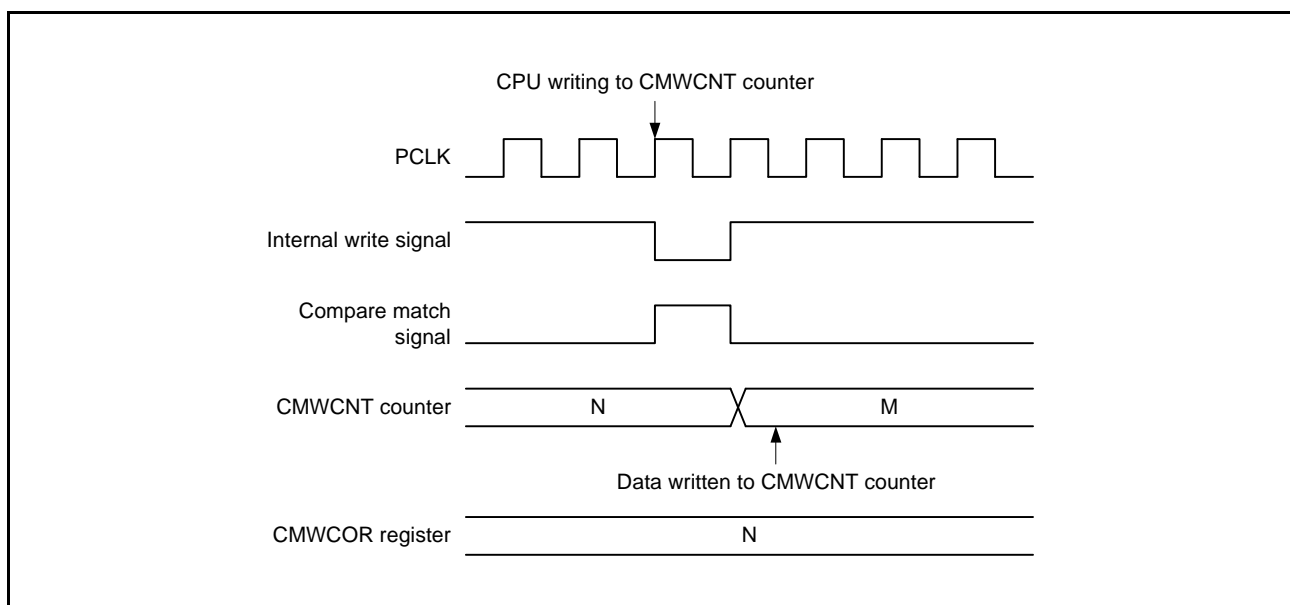 CPU writing to CMWCNT counter
PCLK
Internal write signal
Compare match
signal
CMWCNT counter
N
M
Data written to CMWCNT counter
CMWCOR register
N